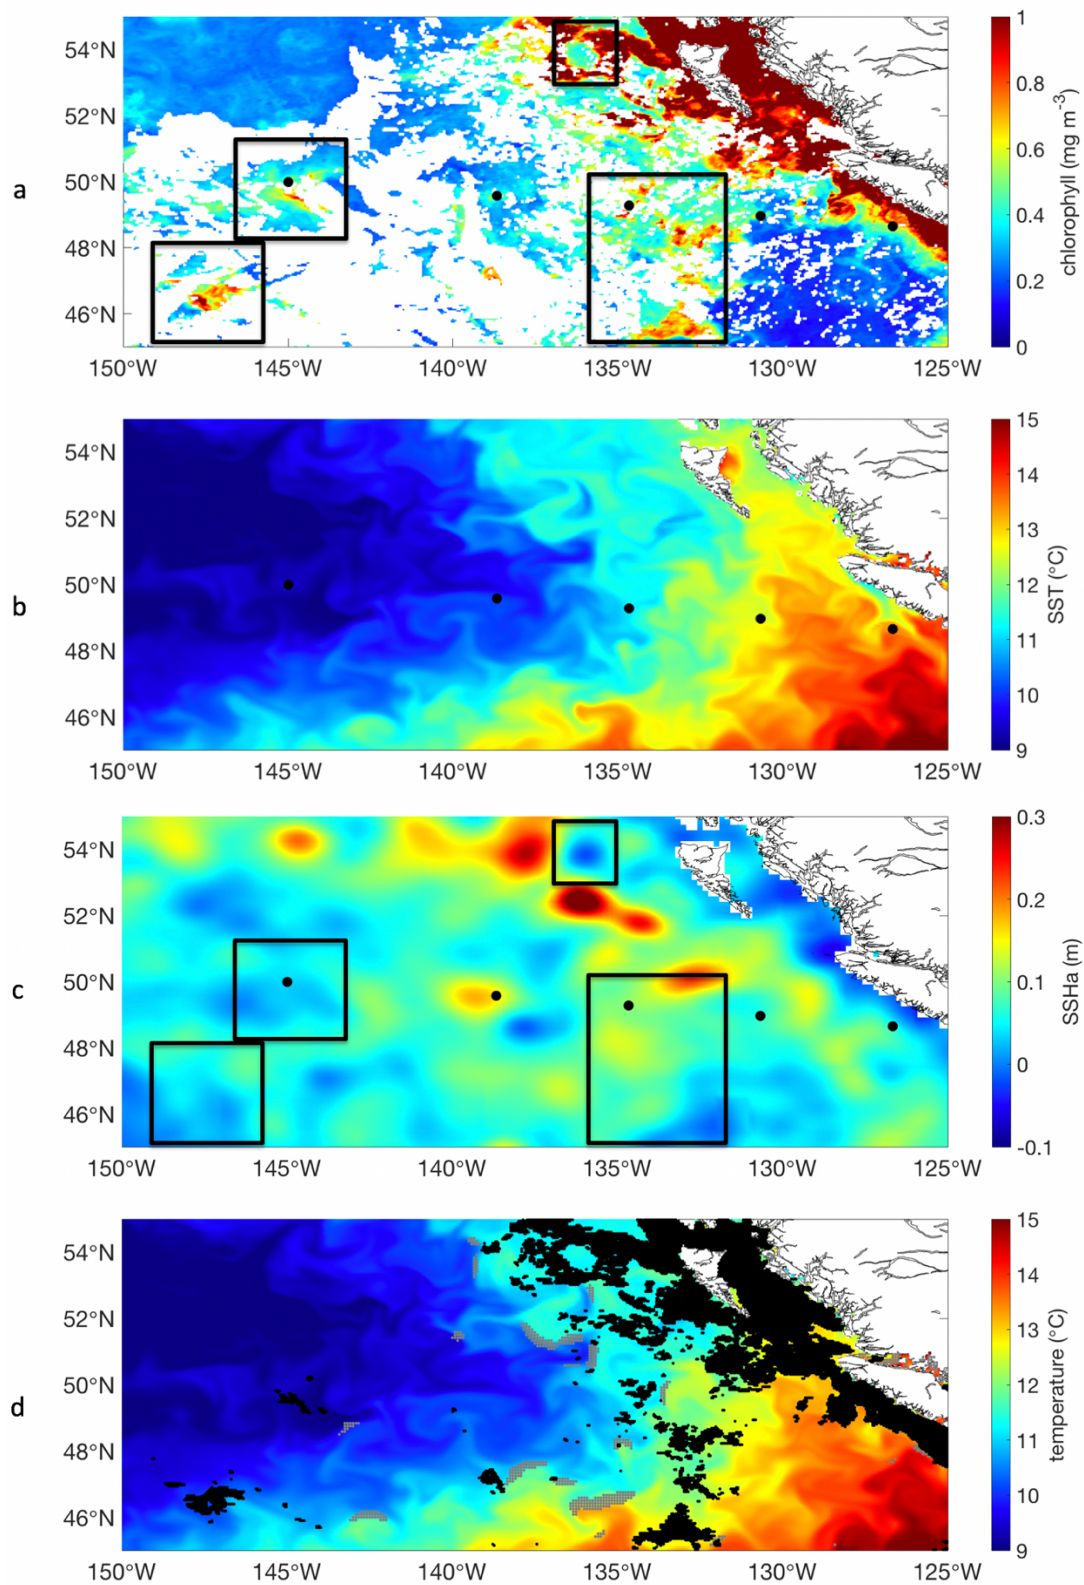 a
54°N
52°N
50°N
48°N
46°N
150°W 145°W 140°W 135°W 130°W 125°W
1
0.8
0.6
0.4
0.2
0
chlorophyll (mg m⁻³)
b
54°N
52°N
50°N
48°N
46°N
150°W 145°W 140°W 135°W 130°W 125°W
15
14
13
12
11
10
9
SST (°C)
c
54°N
52°N
50°N
48°N
46°N
150°W 145°W 140°W 135°W 130°W 125°W
0.3
0.2
0.1
0
-0.1
SSHa (m)
d
54°N
52°N
50°N
48°N
46°N
150°W 145°W 140°W 135°W 130°W 125°W
15
14
13
12
11
10
9
temperature (°C)